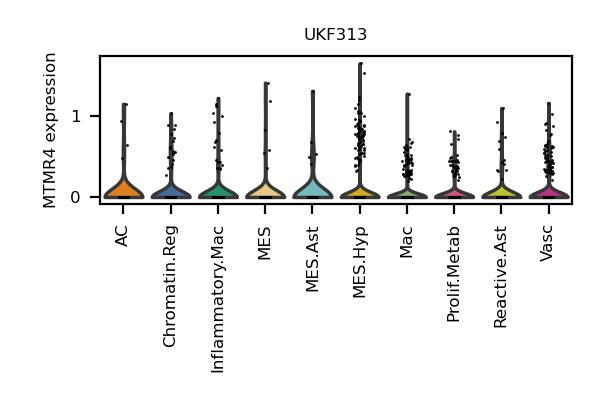 UKF313
MTMR4 expression
1
0
AC
Chromatin.Reg
Inflammatory.Mac
MES
MES.Ast
MES.Hyp
Mac
Prolif.Metab
Reactive.Ast
Vasc